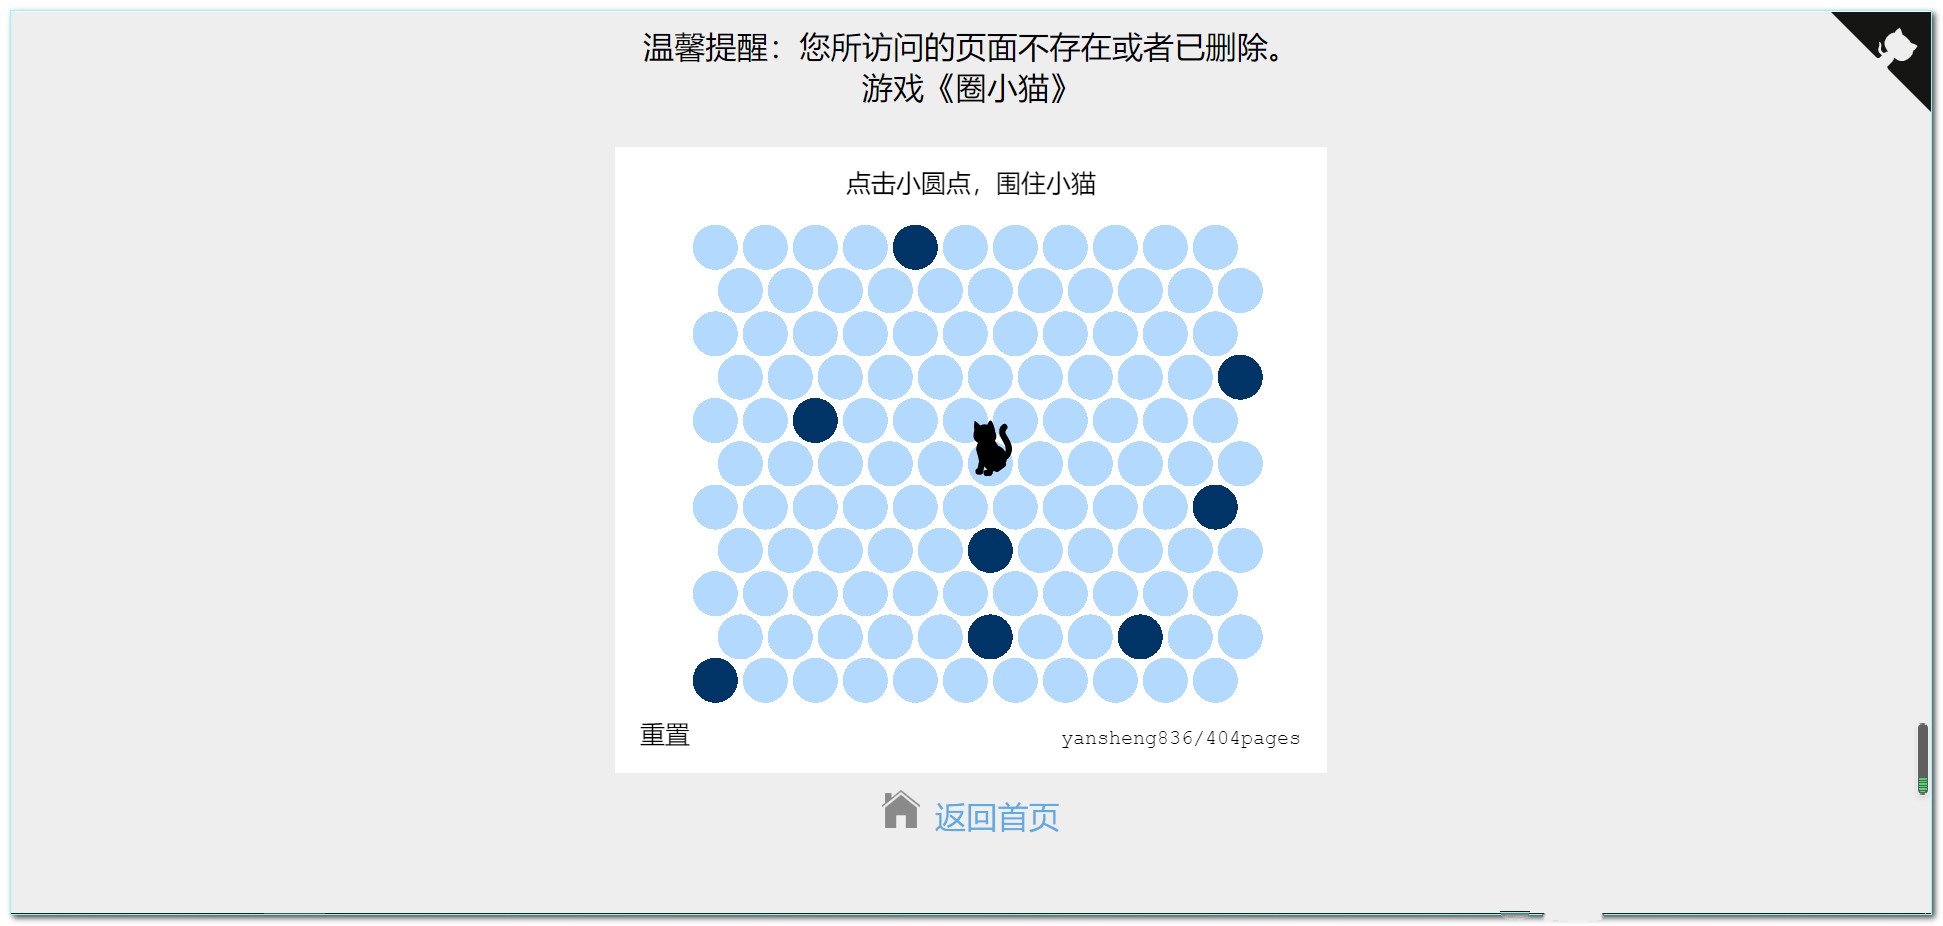 温馨提醒：您所访问的页面不存在或者已删除。
游戏《圈小猫》
点击小圆点，围住小猫
重置
yansheng836/404pages
返回首页